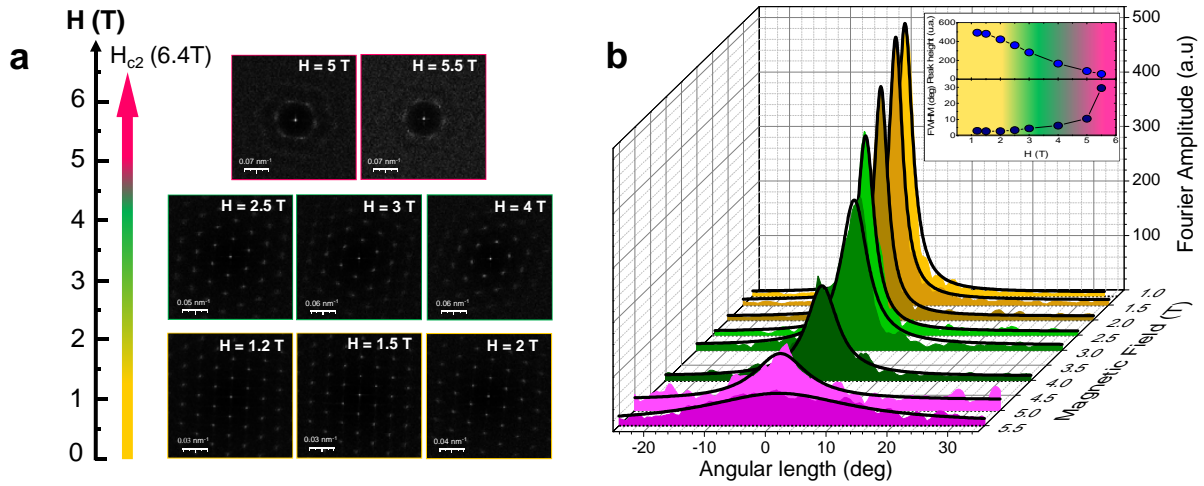 a
H (T)
H_c2 (6.4T)
6
5
4
3
2
1
0
H = 5 T
H = 5.5 T
0.07 nm⁻¹
0.07 nm⁻¹
H = 2.5 T
H = 3 T
H = 4 T
0.05 nm⁻¹
0.06 nm⁻¹
0.06 nm⁻¹
H = 1.2 T
H = 1.5 T
H = 2 T
0.03 nm⁻¹
0.03 nm⁻¹
0.04 nm⁻¹
b
500
400
300
200
100
Fourier Amplitude (a.u)
600
400
200
0
Peak height (u.a.)
30
20
10
0
FWHM (deg)
1 2 3 4 5 6
H (T)
1.0
1.5
2.0
2.5
3.0
3.5
4.0
4.5
5.0
5.5
Magnetic Field (T)
-20 -10 0 10 20 30
Angular length (deg)